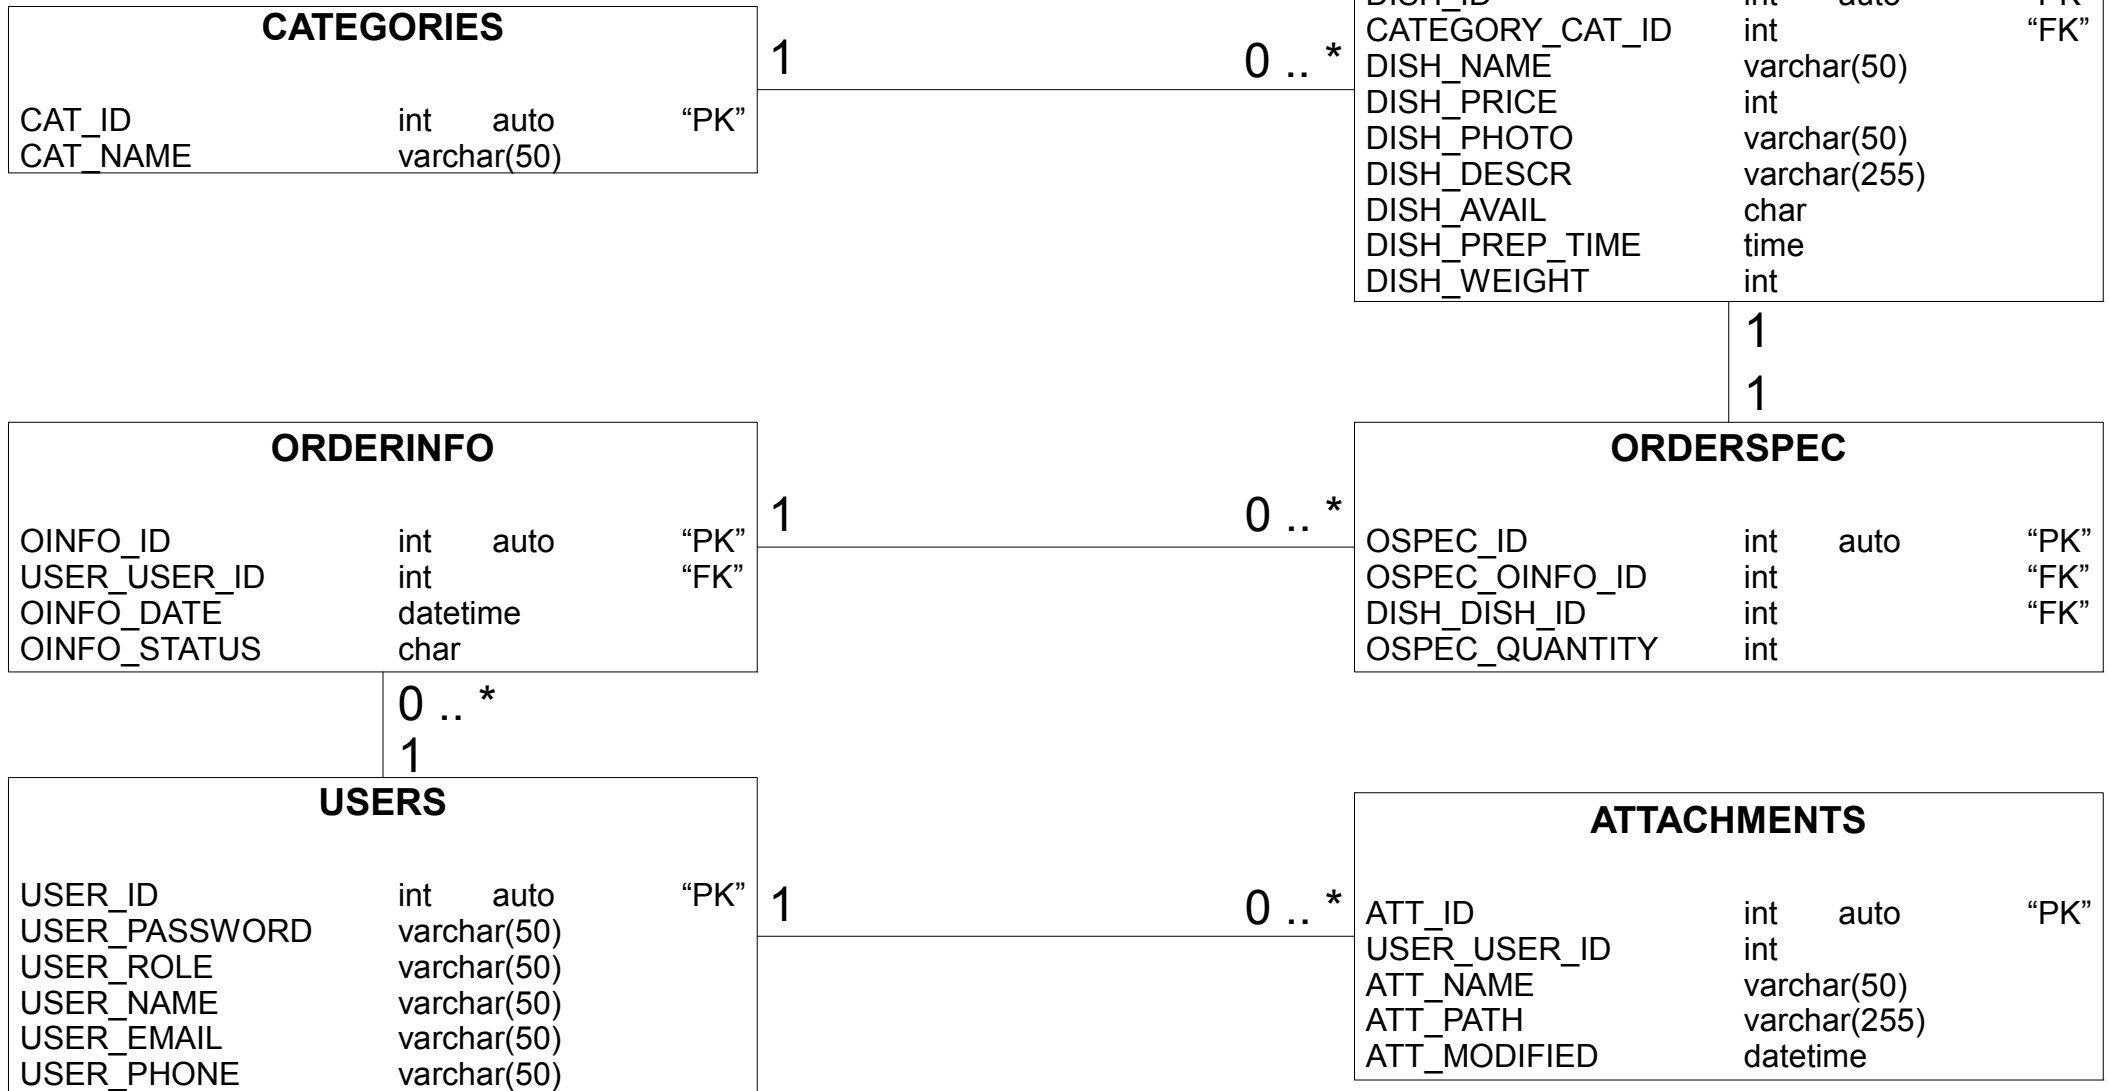 CATEGORIES
CAT_ID int auto “PK”
CAT_NAME varchar(50)
1 0 .. *
DISH_ID int auto “PK”
CATEGORY_CAT_ID int “FK”
DISH_NAME varchar(50)
DISH_PRICE int
DISH_PHOTO varchar(50)
DISH_DESCR varchar(255)
DISH_AVAIL char
DISH_PREP_TIME time
DISH_WEIGHT int
1
1
ORDERINFO
OINFO_ID int auto “PK”
USER_USER_ID int “FK”
OINFO_DATE datetime
OINFO_STATUS char
1 0 .. *
ORDERSPEC
OSPEC_ID int auto “PK”
OSPEC_OINFO_ID int “FK”
DISH_DISH_ID int “FK”
OSPEC_QUANTITY int
0 .. *
1
USERS
USER_ID int auto “PK”
USER_PASSWORD varchar(50)
USER_ROLE varchar(50)
USER_NAME varchar(50)
USER_EMAIL varchar(50)
USER_PHONE varchar(50)
1 0 .. *
ATTACHMENTS
ATT_ID int auto “PK”
USER_USER_ID int
ATT_NAME varchar(50)
ATT_PATH varchar(255)
ATT_MODIFIED datetime